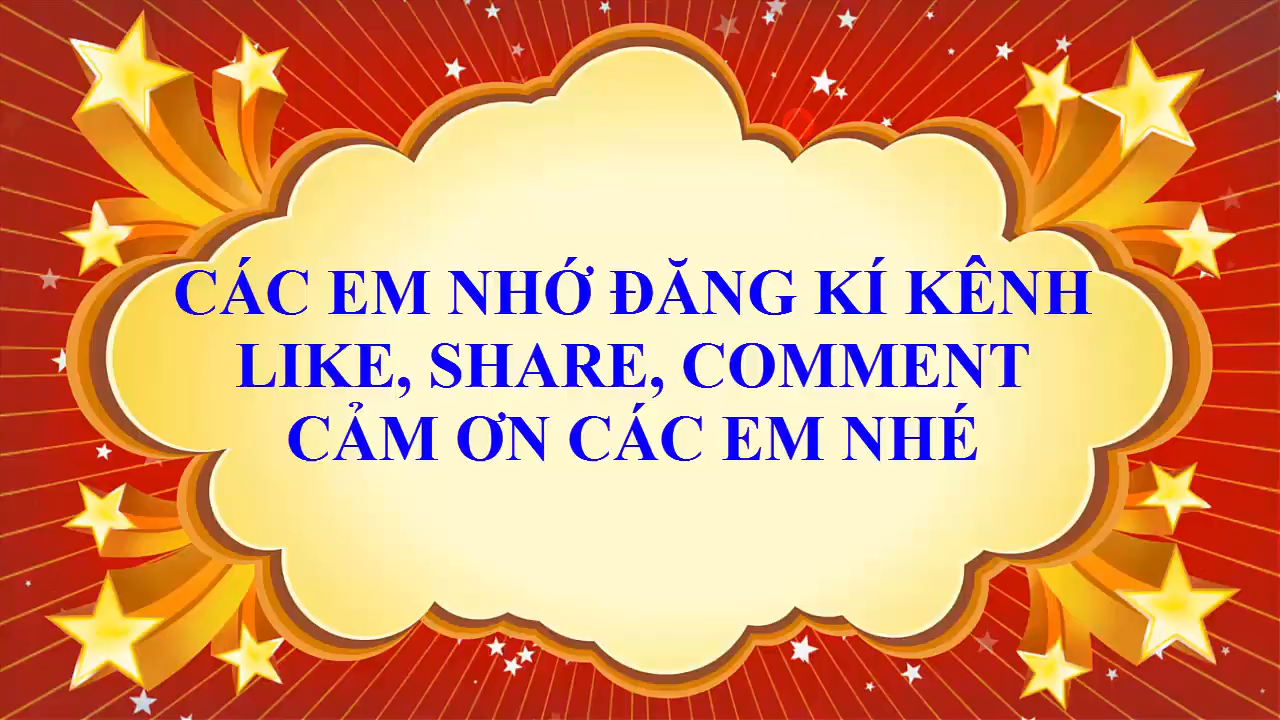 CÁC EM NHỚ ĐĂNG KÍ KÊNH
LIKE, SHARE, COMMENT
CẢM ƠN CÁC EM NHÉ